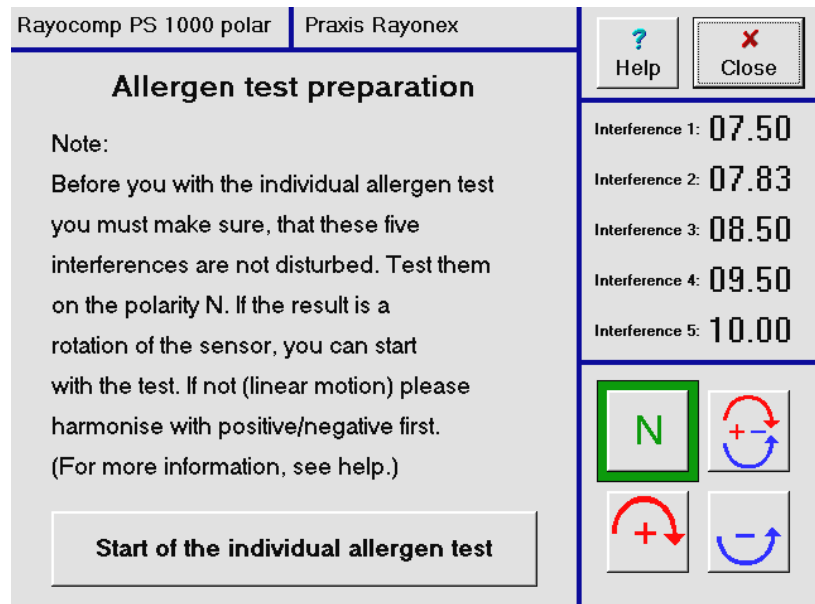 Rayocomp PS 1000 polar
Praxis Rayonex
? Help
Close
Allergen test preparation
Note:
Before you with the individual allergen test
you must make sure, that these five
interferences are not disturbed. Test them
on the polarity N. If the result is a
rotation of the sensor, you can start
with the test. If not (linear motion) please
harmonise with positive/negative first.
(For more information, see help.)
Start of the individual allergen test
Interference 1: 07.50
Interference 2: 07.83
Interference 3: 08.50
Interference 4: 09.50
Interference 5: 10.00
N
+ -
+
-